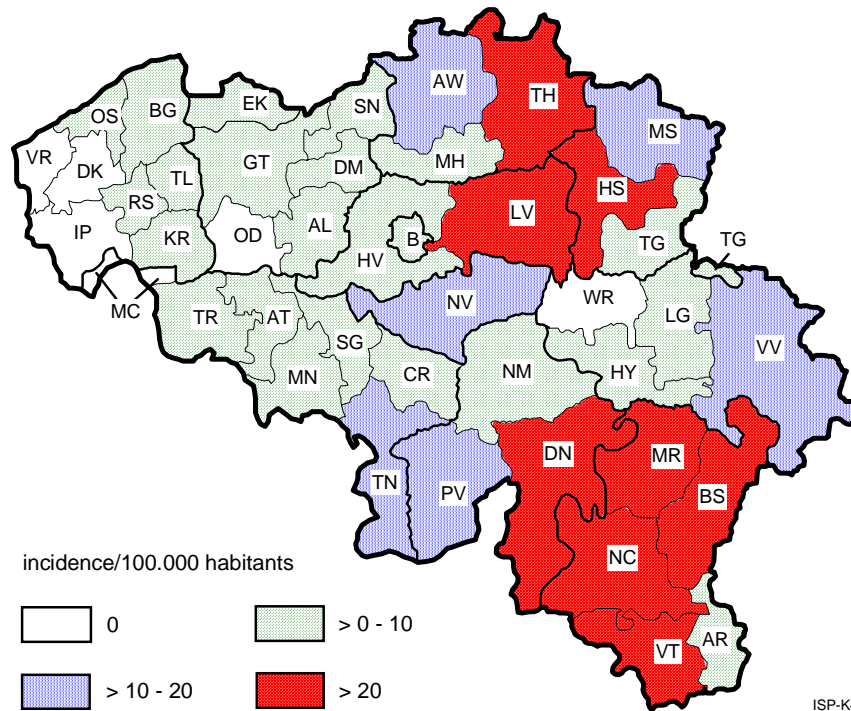 AW
TH
EK
SN
BG
OS
MS
VR
DK
GT
DM
MH
TL
HS
RS
LV
IP
KR
OD
AL
B
HV
TG
TG
MC
NV
WR
TR
AT
LG
SG
VV
MN
CR
NM
HY
DN
MR
TN
PV
BS
NC
AR
VT
incidence/100.000 habitants
0
> 0 - 10
> 10 - 20
> 20